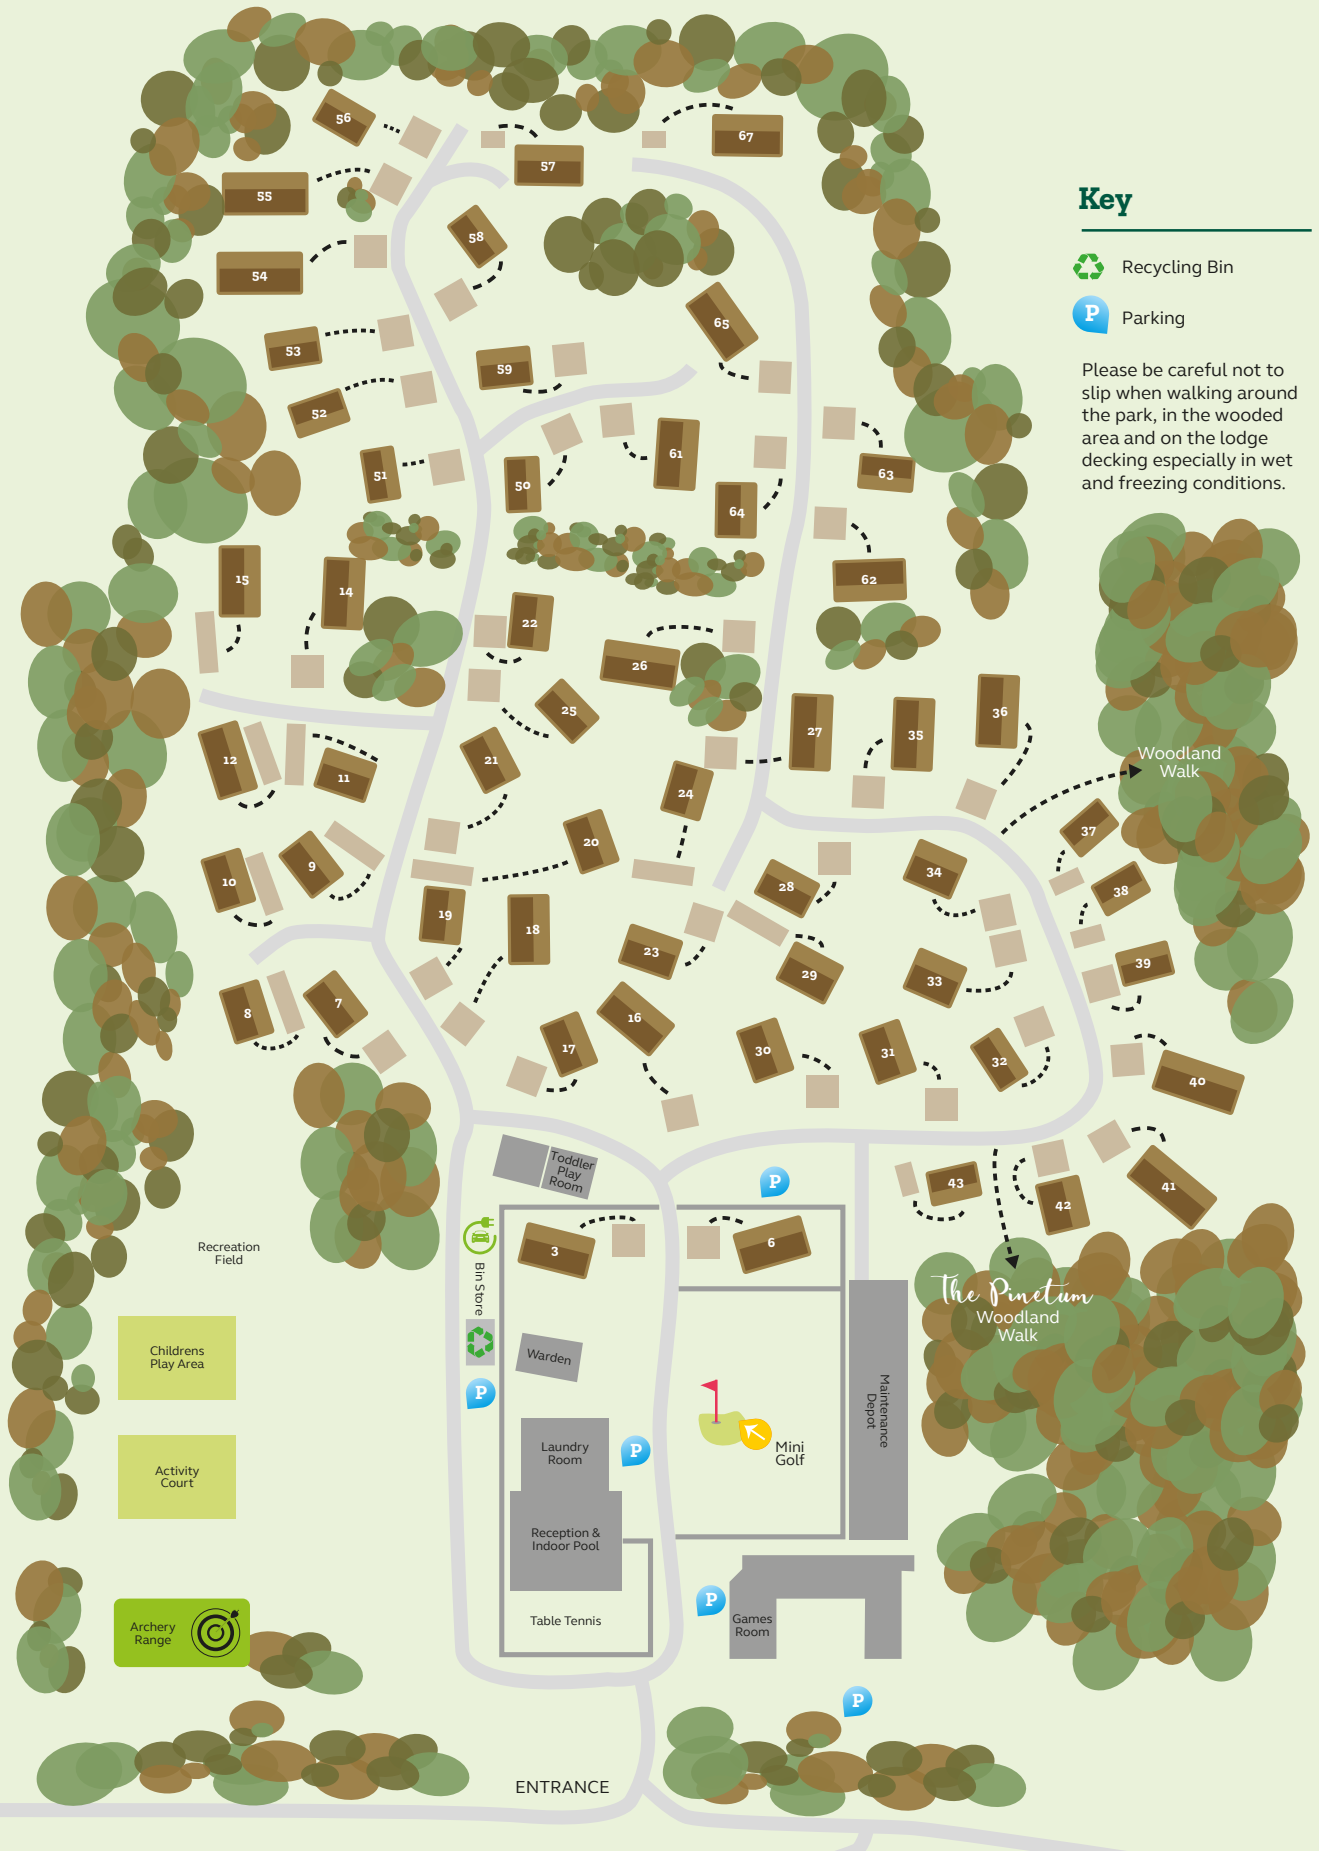 56
67
57
55
58
54
65
53
59
52
61
63
51
50
64
62
15
14
22
26
25
36
27
35
21
12
11
24
37
20
34
38
9
10
28
19
18
23
39
29
33
7
8
16
17
30
31
32
40
43
41
42
3
6
Key
Recycling Bin
P Parking
Please be careful not to
slip when walking around
the park, in the wooded
area and on the lodge
decking especially in wet
and freezing conditions.
Woodland
Walk
Toddler
Play
Room
P
Recreation
Field
Bin Store
The Pinetum
Woodland
Walk
Childrens
Play Area
Warden
P
Maintenance
Depot
Mini
Golf
Laundry
Room
P
Activity
Court
Reception &
Indoor Pool
P
Games
Room
Table Tennis
Archery
Range
P
ENTRANCE